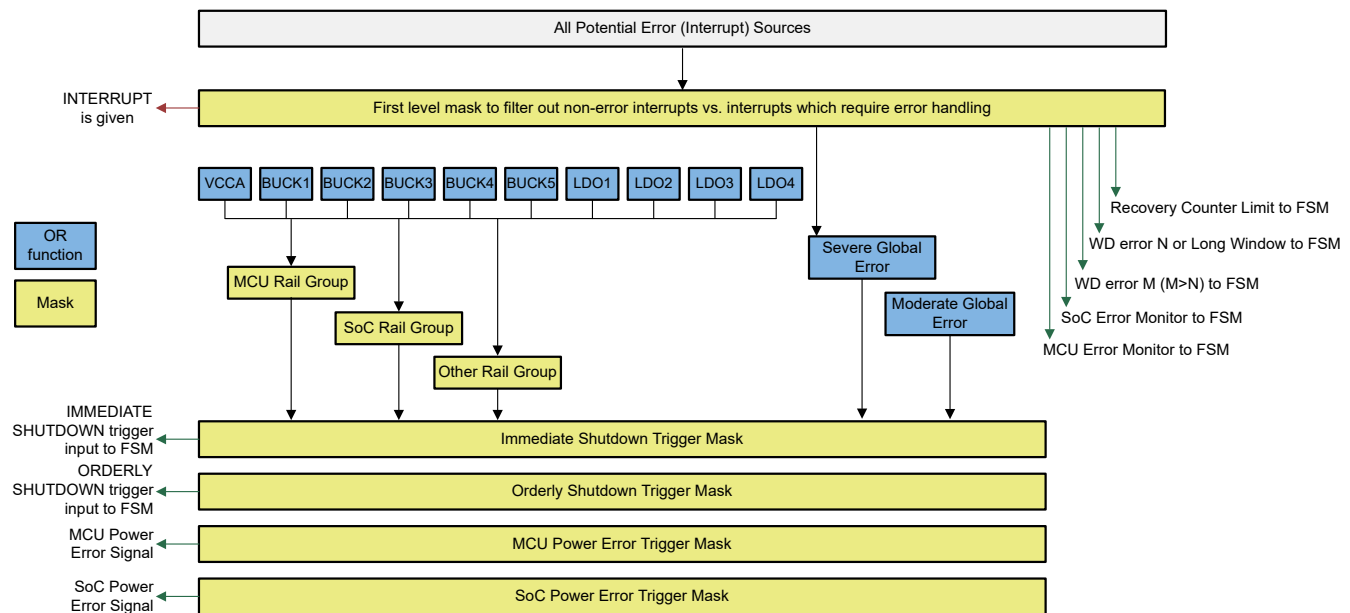 All Potential Error (Interrupt) Sources
INTERRUPT
is given
First level mask to filter out non-error interrupts vs. interrupts which require error handling
VCCA
BUCK1
BUCK2
BUCK3
BUCK4
BUCK5
LDO1
LDO2
LDO3
LDO4
Recovery Counter Limit to FSM
OR
function
Severe Global
Error
WD error N or Long Window to FSM
MCU Rail Group
WD error M (M>N) to FSM
Mask
Moderate Global
Error
SoC Rail Group
SoC Error Monitor to FSM
MCU Error Monitor to FSM
Other Rail Group
IMMEDIATE
SHUTDOWN trigger
input to FSM
Immediate Shutdown Trigger Mask
ORDERLY
SHUTDOWN trigger
input to FSM
Orderly Shutdown Trigger Mask
MCU Power
Error Signal
MCU Power Error Trigger Mask
SoC Power
Error Signal
SoC Power Error Trigger Mask